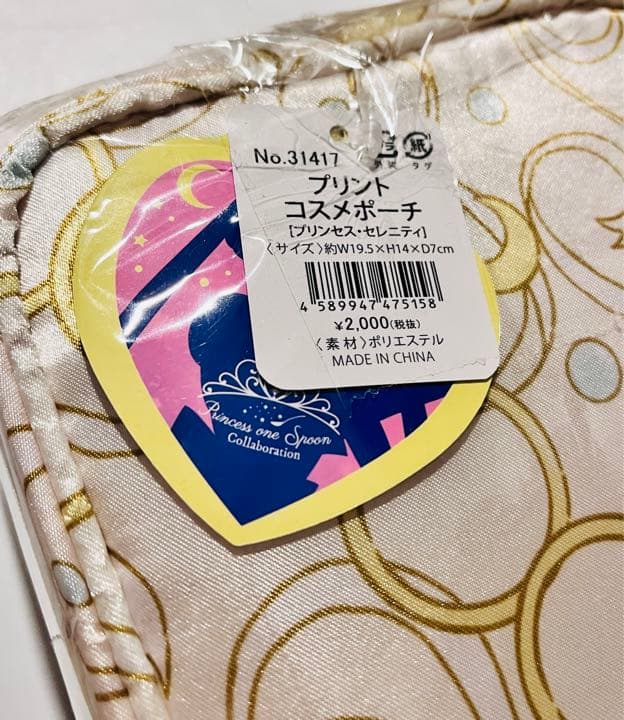 No.31417
紙
タグ
プリント
コスメポーチ
[プリンセス・セレニティ]
〈サイズ〉約W19.5×H14×D7cm
4 589947 475158
¥2,000(税抜)
〈素材〉ポリエステル
MADE IN CHINA
Princess one Spoon
Collaboration